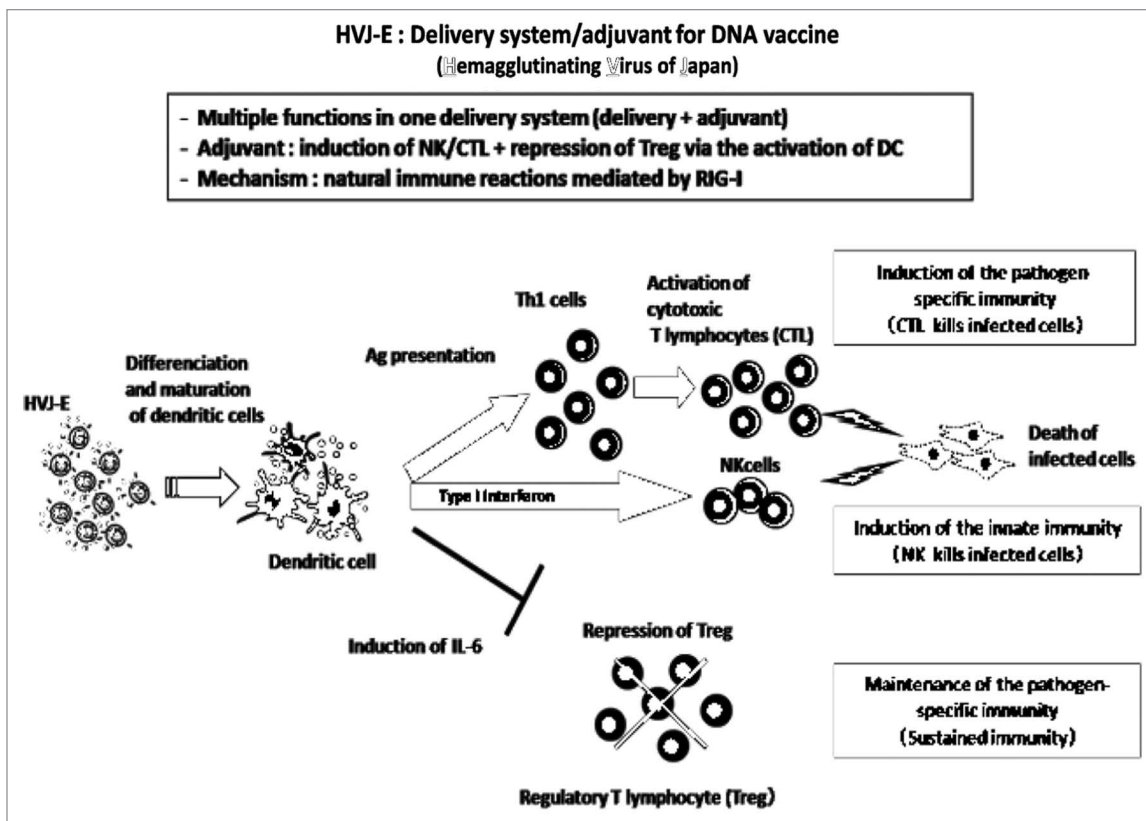 HVJ-E : Delivery system/adjuvant for DNA vaccine
(Hemagglutinating Virus of Japan)
- Multiple functions in one delivery system (delivery + adjuvant)
- Adjuvant : induction of NK/CTL + repression of Treg via the activation of DC
- Mechanism : natural immune reactions mediated by RIG-I
HVJ-E
Differenciation
and maturation
of dendritic cells
Dendritic cell
Ag presentation
Th1 cells
Activation of
cytotoxic
T lymphocytes (CTL)
Induction of the pathogen-
specific immunity
(CTL kills infected cells)
Type I interferon
NKcells
Death of
infected cells
Induction of the innate immunity
(NK kills infected cells)
Induction of IL-6
Repression of Treg
Regulatory T lymphocyte (Treg)
Maintenance of the pathogen-
specific immunity
(Sustained immunity)